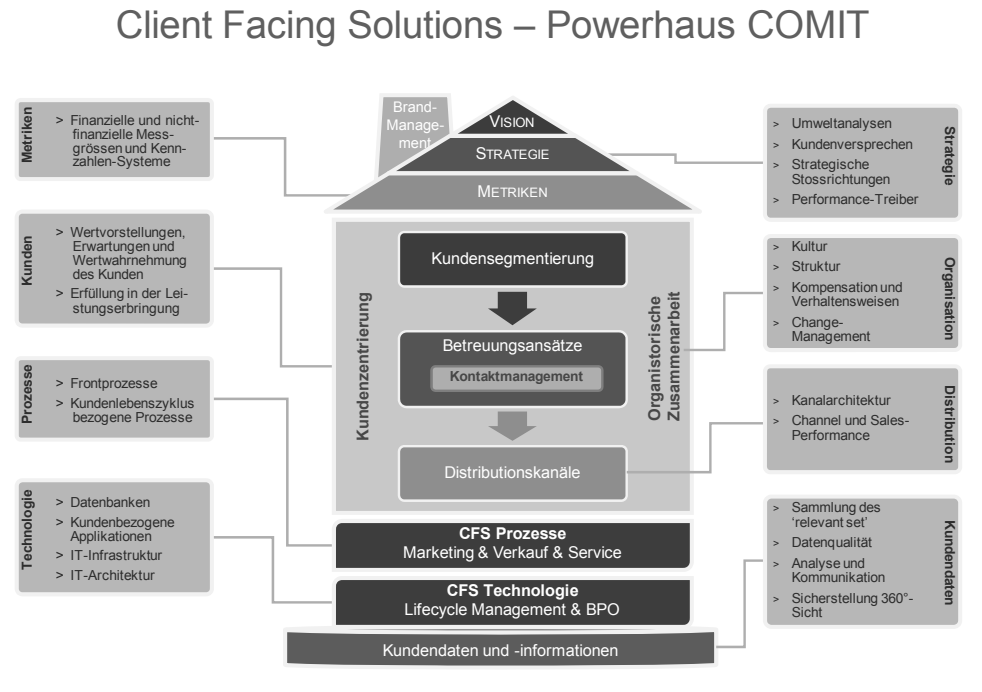 Client Facing Solutions – Powerhaus COMIT
Metriken
> Finanzielle und nicht-
finanzielle Mess-
grössen und Kenn-
zahlen-Systeme
Kunden
> Wertvorstellungen,
Erwartungen und
Wertwahrnehmung
des Kunden
> Erfüllung in der Lei-
stungserbringung
Prozesse
> Frontprozesse
> Kundenlebenszyklus
bezogene Prozesse
Technologie
> Datenbanken
> Kundenbezogene
Applikationen
> IT-Infrastruktur
> IT-Architektur
Brand-
Manage-
ment
VISION
STRATEGIE
METRIKEN
Kundenzentrierung
Kundensegmentierung
Betreuungsansätze
Kontaktmanagement
Distributionskanäle
Organistorische
Zusammenarbeit
CFS Prozesse
Marketing & Verkauf & Service
CFS Technologie
Lifecycle Management & BPO
Kundendaten und -informationen
> Umweltanalysen
> Kundenversprechen
> Strategische
Stossrichtungen
> Performance-Treiber
Strategie
> Kultur
> Struktur
> Kompensation und
Verhaltensweisen
> Change-
Management
Organisation
> Kanalarchitektur
> Channel und Sales-
Performance
Distribution
> Sammlung des
‘relevant set’
> Datenqualität
> Analyse und
Kommunikation
> Sicherstellung 360°-
Sicht
Kundendaten